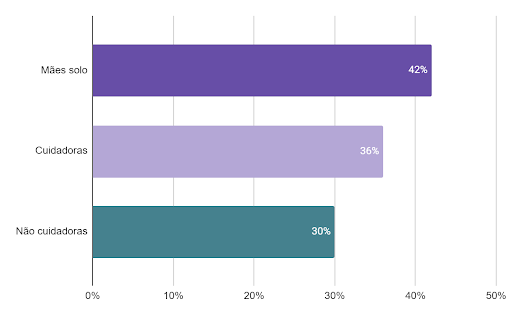 Mães solo
42%
Cuidadoras
36%
Não cuidadoras
30%
0% 10% 20% 30% 40% 50%